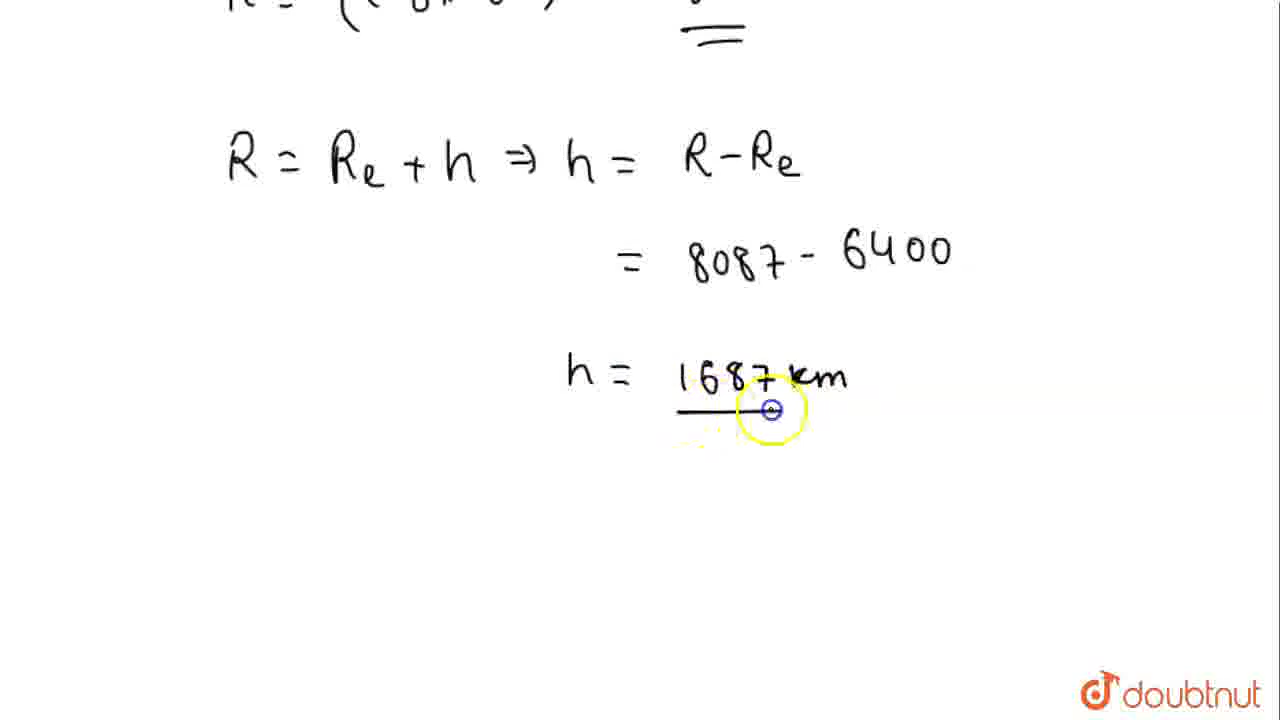 R = Re + h ⇒ h = R - Re
= 8087 - 6400
h = 1687 km
doubtnut